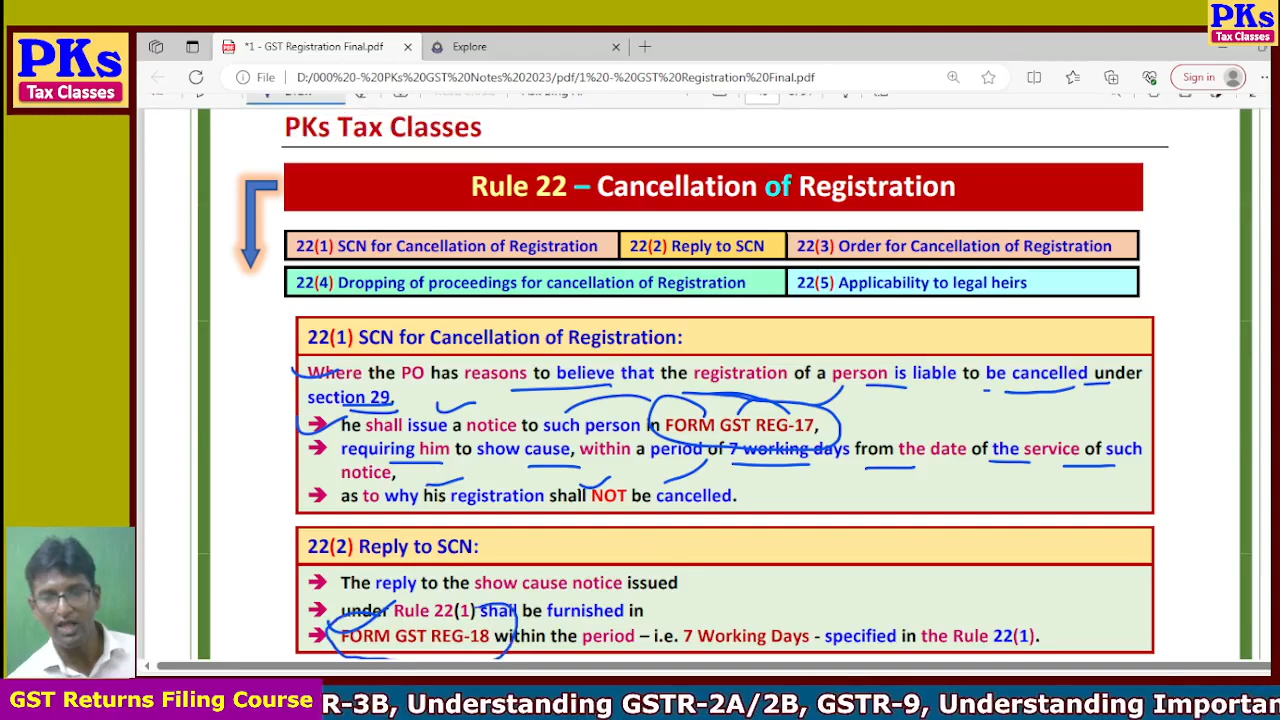 PKs
Tax Classes
PKs
Tax Classes
*1 - GST Registration Final.pdf
Explore
File
D:/000%20-%20PKs%20GST%20Notes%202023/pdf/1%20-%20GST%20Registration%20Final.pdf
Sign in
PKs Tax Classes
Rule 22 – Cancellation of Registration
22(1) SCN for Cancellation of Registration
22(2) Reply to SCN
22(3) Order for Cancellation of Registration
22(4) Dropping of proceedings for cancellation of Registration
22(5) Applicability to legal heirs
22(1) SCN for Cancellation of Registration:
Where the PO has reasons to believe that the registration of a person is liable to be cancelled under
section 29,
he shall issue a notice to such person in FORM GST REG-17,
requiring him to show cause, within a period of 7 working days from the date of the service of such
notice,
as to why his registration shall NOT be cancelled.
22(2) Reply to SCN:
The reply to the show cause notice issued
under Rule 22(1) shall be furnished in
FORM GST REG-18 within the period – i.e. 7 Working Days - specified in the Rule 22(1).
GST Returns Filing Course
R-3B, Understanding GSTR-2A/2B, GSTR-9, Understanding Importan